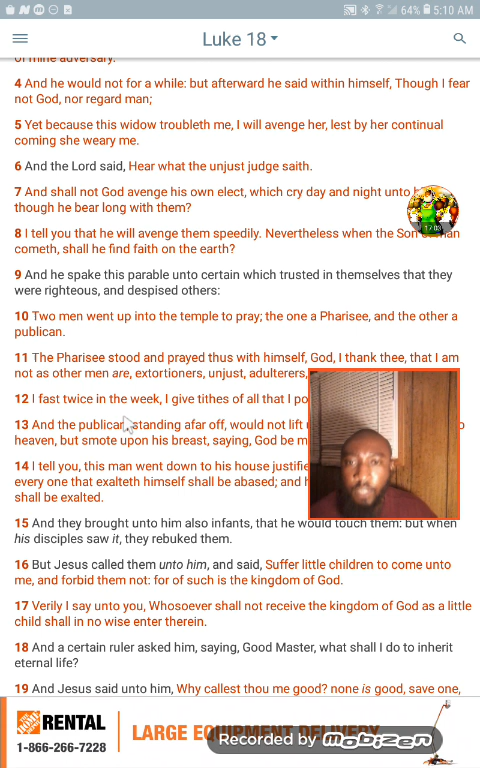 64% 5:10 AM
Luke 18
of mine adversary.
4 And he would not for a while: but afterward he said within himself, Though I fear
not God, nor regard man;
5 Yet because this widow troubleth me, I will avenge her, lest by her continual
coming she weary me.
6 And the Lord said, Hear what the unjust judge saith.
7 And shall not God avenge his own elect, which cry day and night unto
though he bear long with them?
17:03
8 I tell you that he will avenge them speedily. Nevertheless when the Son
cometh, shall he find faith on the earth?
9 And he spake this parable unto certain which trusted in themselves that they
were righteous, and despised others:
10 Two men went up into the temple to pray; the one a Pharisee, and the other a
publican.
11 The Pharisee stood and prayed thus with himself, God, I thank thee, that I am
not as other men are, extortioners, unjust, adulterers,
12 I fast twice in the week, I give tithes of all that I
13 And the publican, standing afar off, would not lift
heaven, but smote upon his breast, saying, God be
14 I tell you, this man went down to his house
every one that exalteth himself shall be abased; and
shall be exalted.
15 And they brought unto him also infants, that he would touch them: but when
his disciples saw it, they rebuked them.
16 But Jesus called them unto him, and said, Suffer little children to come unto
me, and forbid them not: for of such is the kingdom of God.
17 Verily I say unto you, Whosoever shall not receive the kingdom of God as a little
child shall in no wise enter therein.
18 And a certain ruler asked him, saying, Good Master, what shall I do to inherit
eternal life?
19 And Jesus said unto him, Why callest thou me good? none is good, save one,
RENTAL
1-866-266-7228
LARGE EQUIPMENT DELIVERY
Recorded by MOBIZEN